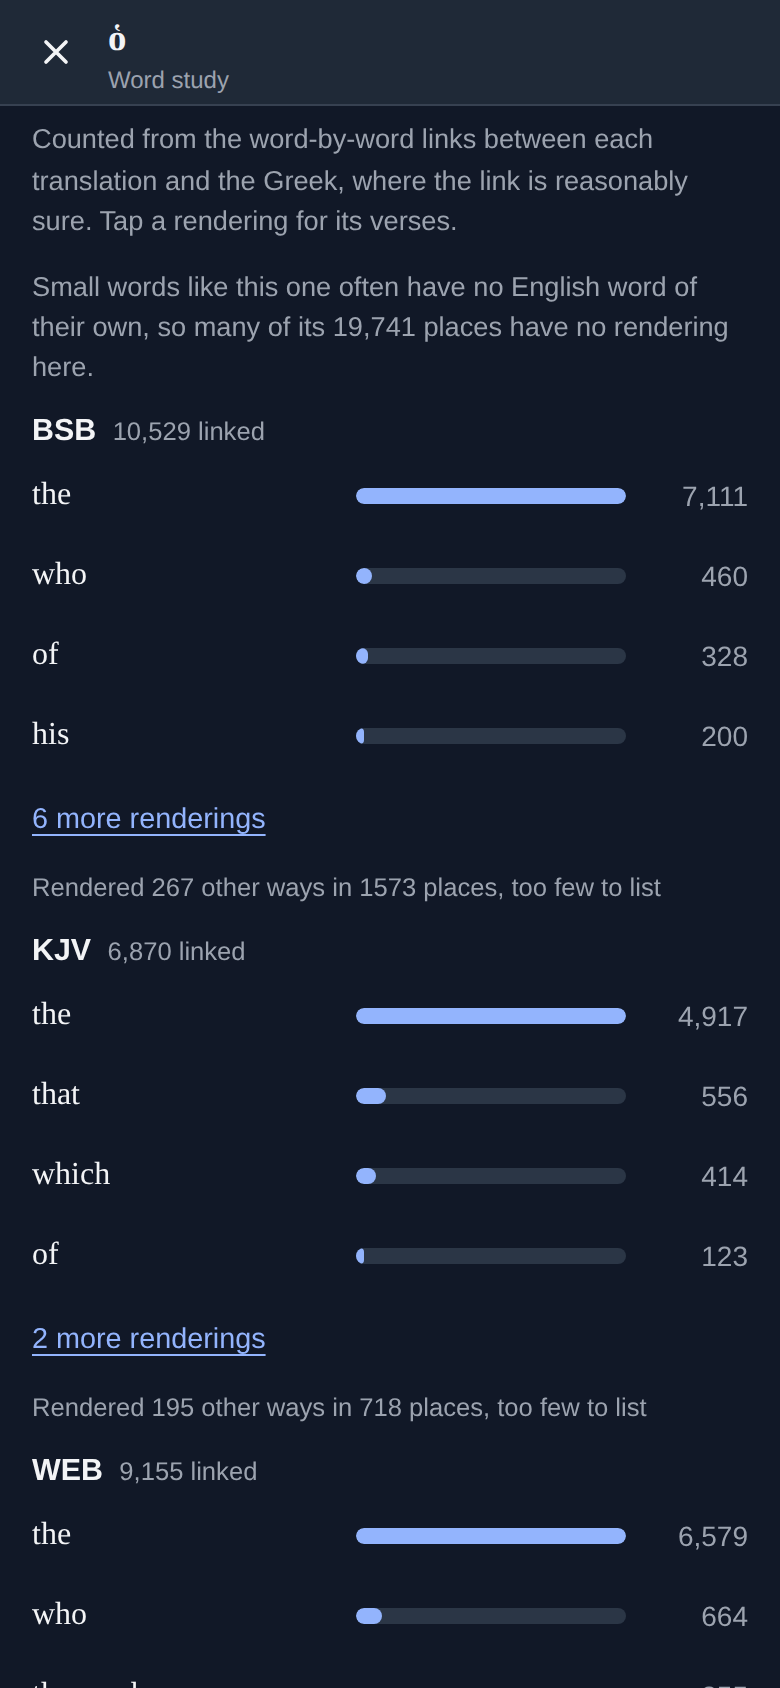 ὁ
Word study
Counted from the word-by-word links between each
translation and the Greek, where the link is reasonably
sure. Tap a rendering for its verses.
Small words like this one often have no English word of
their own, so many of its 19,741 places have no rendering
here.
BSB 10,529 linked
the 7,111
who 460
of 328
his 200
6 more renderings
Rendered 267 other ways in 1573 places, too few to list
KJV 6,870 linked
the 4,917
that 556
which 414
of 123
2 more renderings
Rendered 195 other ways in 718 places, too few to list
WEB 9,155 linked
the 6,579
who 664